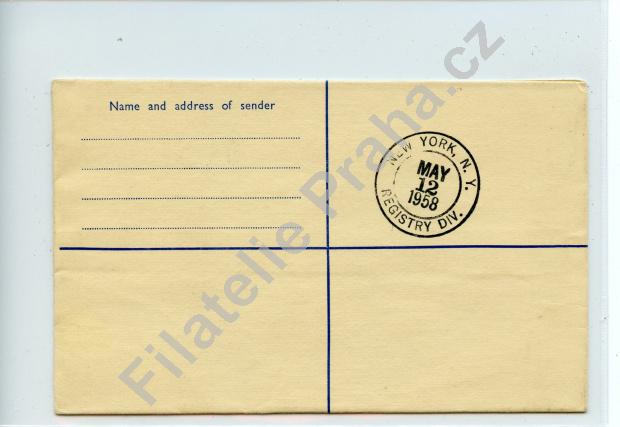 Name and address of sender
NEW YORK, N. Y.
MAY
12
1958
REGISTRY DIV.
Filatelie Praha.cz